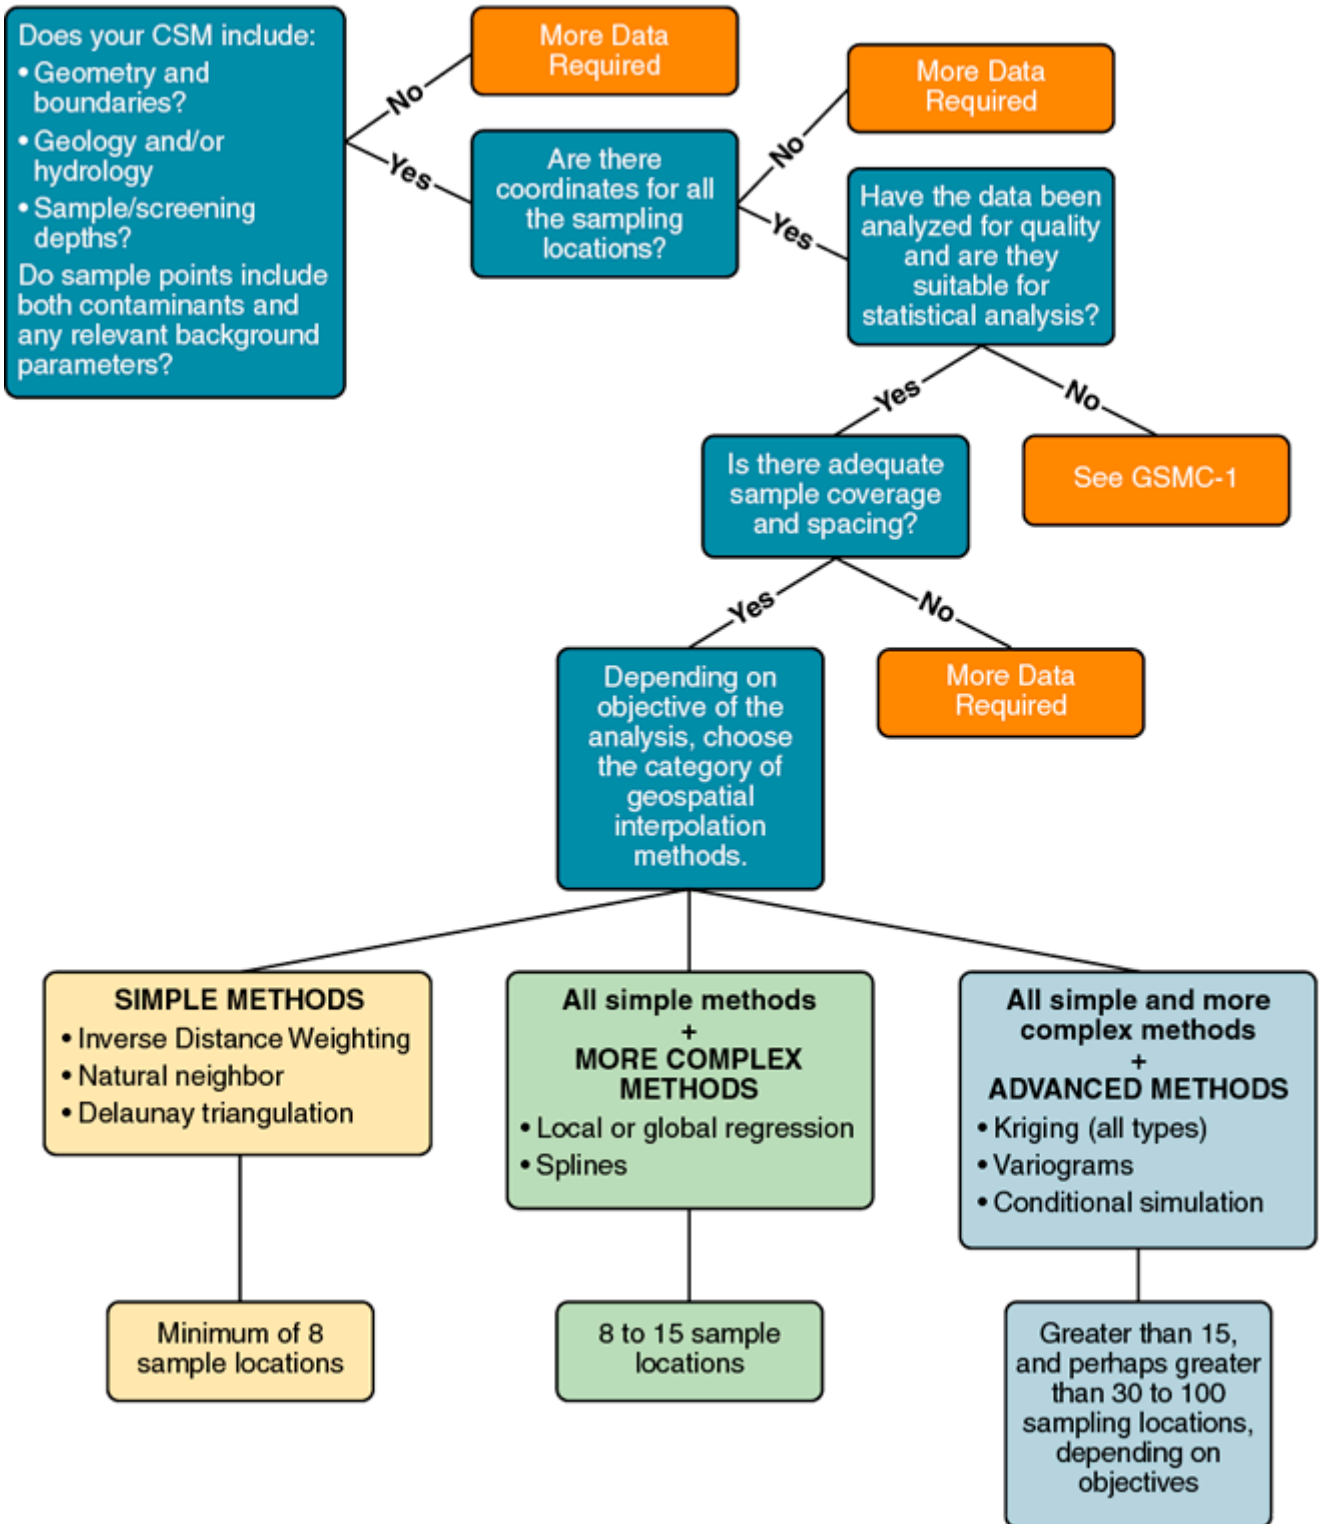 Does your CSM include:
• Geometry and
boundaries?
• Geology and/or
hydrology
• Sample/screening
depths?
Do sample points include
both contaminants and
any relevant background
parameters?
No
More Data
Required
Yes
Are there
coordinates for all
the sampling
locations?
No
More Data
Required
Yes
Have the data been
analyzed for quality
and are they
suitable for
statistical analysis?
Yes
No
Is there adequate
sample coverage
and spacing?
See GSMC-1
Yes
No
Depending on
objective of the
analysis, choose
the category of
geospatial
interpolation
methods.
More Data
Required
SIMPLE METHODS
• Inverse Distance Weighting
• Natural neighbor
• Delaunay triangulation
All simple methods
+
MORE COMPLEX
METHODS
• Local or global regression
• Splines
All simple and more
complex methods
+
ADVANCED METHODS
• Kriging (all types)
• Variograms
• Conditional simulation
Minimum of 8
sample locations
8 to 15 sample
locations
Greater than 15,
and perhaps greater
than 30 to 100
sampling locations,
depending on
objectives